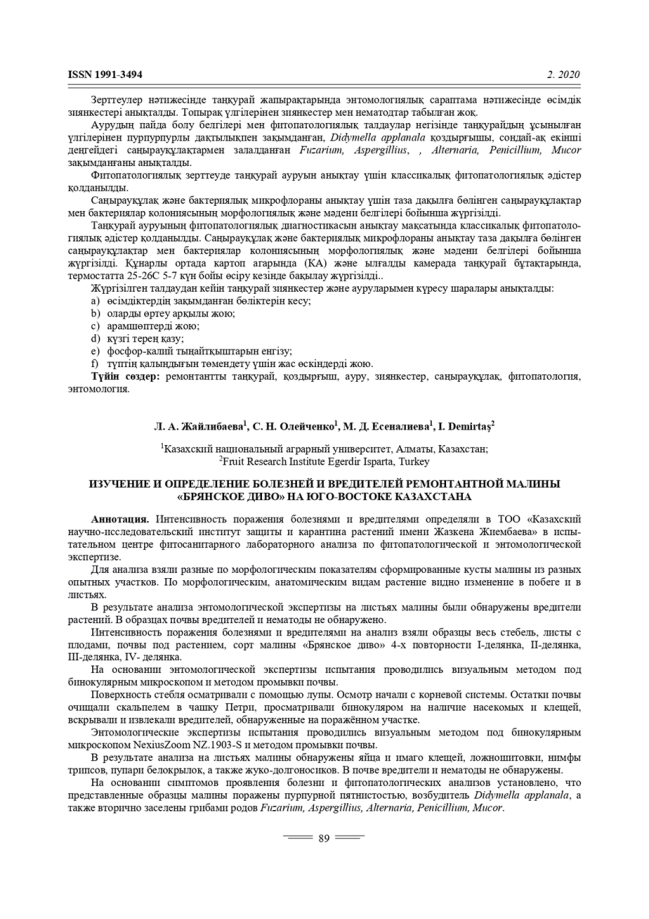 ISSN 1991-3494 2. 2020
Зерттеулер нәтижесінде таңқурай жапырақтарында энтомологиялық сараптама нәтижесінде өсімдік
зиянкестері анықталды. Топырақ үлгілерінен зиянкестер мен нематодтар табылған жоқ.
Аурудың пайда болу белгілері мен фитопатологиялық талдаулар негізінде таңқурайдың ұсынылған
үлгілерінен пурпурпурлы дақтылықпен зақымданған, Didymella applanala қоздырғышы, сондай-ақ екінші
деңгейдегі саңырауқұлақтармен залалданған Fuzarium, Aspergillius, , Alternaria, Penicillium, Mucor
зақымданғаны анықталды.
Фитопатологиялық зерттеуде таңқурай ауруын анықтау үшін классикалық фитопатологиялық әдістер
қолданылды.
Саңырауқұлақ және бактериялық микрофлораны анықтау үшін таза дақылға бөлінген саңырауқұлақтар
мен бактериялар колониясының морфологиялық және мәдени белгілері бойынша жүргізілді.
Таңқурай ауруының фитопатологиялық диагностикасын анықтау мақсатында классикалық фитопатоло-
гиялық әдістер қолданылды. Саңырауқұлақ және бактериялық микрофлораны анықтау таза дақылға бөлінген
саңырауқұлақтар мен бактериялар колониясының морфологиялық және мәдени белгілері бойынша
жүргізілді. Құнарлы ортада картоп агарында (КА) және ылғалды камерада таңқурай бұтақтарында,
термостатта 25-26С 5-7 күн бойы өсіру кезінде бақылау жүргізілді..
Жүргізілген талдаудан кейін таңқурай зиянкестер және ауруларымен күресу шаралары анықталды:
a) өсімдіктердің зақымданған бөліктерін кесу;
b) оларды өртеу арқылы жою;
c) арамшөптерді жою;
d) күзгі терең қазу;
e) фосфор-калий тыңайтқыштарын енгізу;
f) түптің қалыңдығын төмендету үшін жас өскіндерді жою.
Түйін сөздер: ремонтантты таңқурай, қоздырғыш, ауру, зиянкестер, саңырауқұлақ, фитопатология,
энтомология.
Л. А. Жайлибаева1, С. Н. Олейченко1, М. Д. Есеналиева1, I. Demirtaş2
1Казахский национальный аграрный университет, Алматы, Казахстан;
2Fruit Research Institute Egerdir Isparta, Turkey
ИЗУЧЕНИЕ И ОПРЕДЕЛЕНИЕ БОЛЕЗНЕЙ И ВРЕДИТЕЛЕЙ РЕМОНТАНТНОЙ МАЛИНЫ
«БРЯНСКОЕ ДИВО» НА ЮГО-ВОСТОКЕ КАЗАХСТАНА
Аннотация. Интенсивность поражения болезнями и вредителями определяли в ТОО «Казахский
научно-исследовательский институт защиты и карантина растений имени Жазкена Жиембаева» в испы-
тательном центре фитосанитарного лабораторного анализа по фитопатологической и энтомологической
экспертизе.
Для анализа взяли разные по морфологическим показателям сформированные кусты малины из разных
опытных участков. По морфологическим, анатомическим видам растение видно изменение в побеге и в
листьях.
В результате анализа энтомологической экспертизы на листьях малины были обнаружены вредители
растений. В образцах почвы вредителей и нематоды не обнаружено.
Интенсивность поражения болезнями и вредителями на анализ взяли образцы весь стебель, листы с
плодами, почвы под растением, сорт малины «Брянское диво» 4-х повторности I-делянка, II-делянка,
III-делянка, IV- делянка.
На основании энтомологической экспертизы испытания проводились визуальным методом под
бинокулярным микроскопом и методом промывки почвы.
Поверхность стебля осматривали с помощью лупы. Осмотр начали с корневой системы. Остатки почвы
очищали скальпелем в чашку Петри, просматривали бинокуляром на наличие насекомых и клещей,
вскрывали и извлекали вредителей, обнаруженные на поражённом участке.
Энтомологические экспертизы испытания проводились визуальным методом под бинокулярным
микроскопом NexiusZoom NZ.1903-S и методом промывки почвы.
В результате анализа на листьях малины обнаружены яйца и имаго клещей, ложнощитовки, нимфы
трипсов, пупари белокрылок, а также жуко-долгоносиков. В почве вредители и нематоды не обнаружены.
На основании симптомов проявления болезни и фитопатологических анализов установлено, что
представленные образцы малины поражены пурпурной пятнистостью, возбудитель Didymella applanala, а
также вторично заселены грибами родов Fuzarium, Aspergillius, Alternaria, Penicillium, Mucor.
89